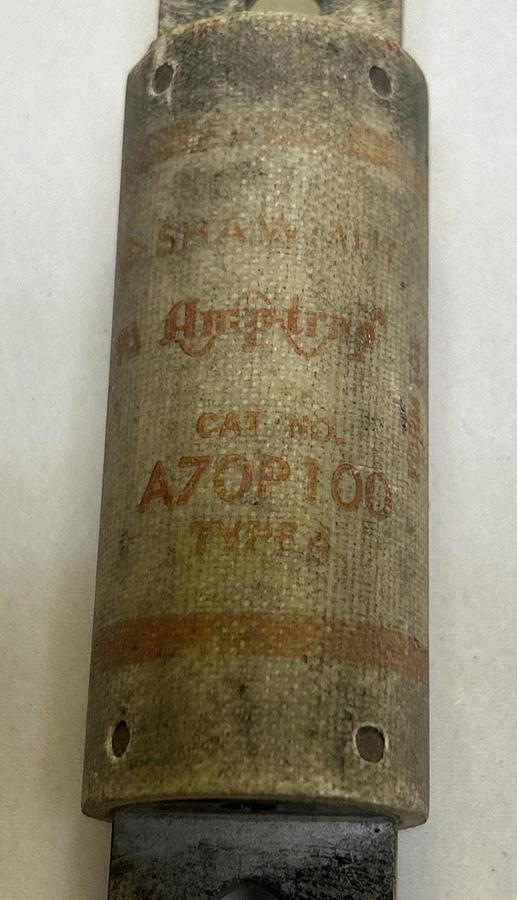 SHAWMUT
Amp-trap
CAT. NO.
A70P100
TYPE 4